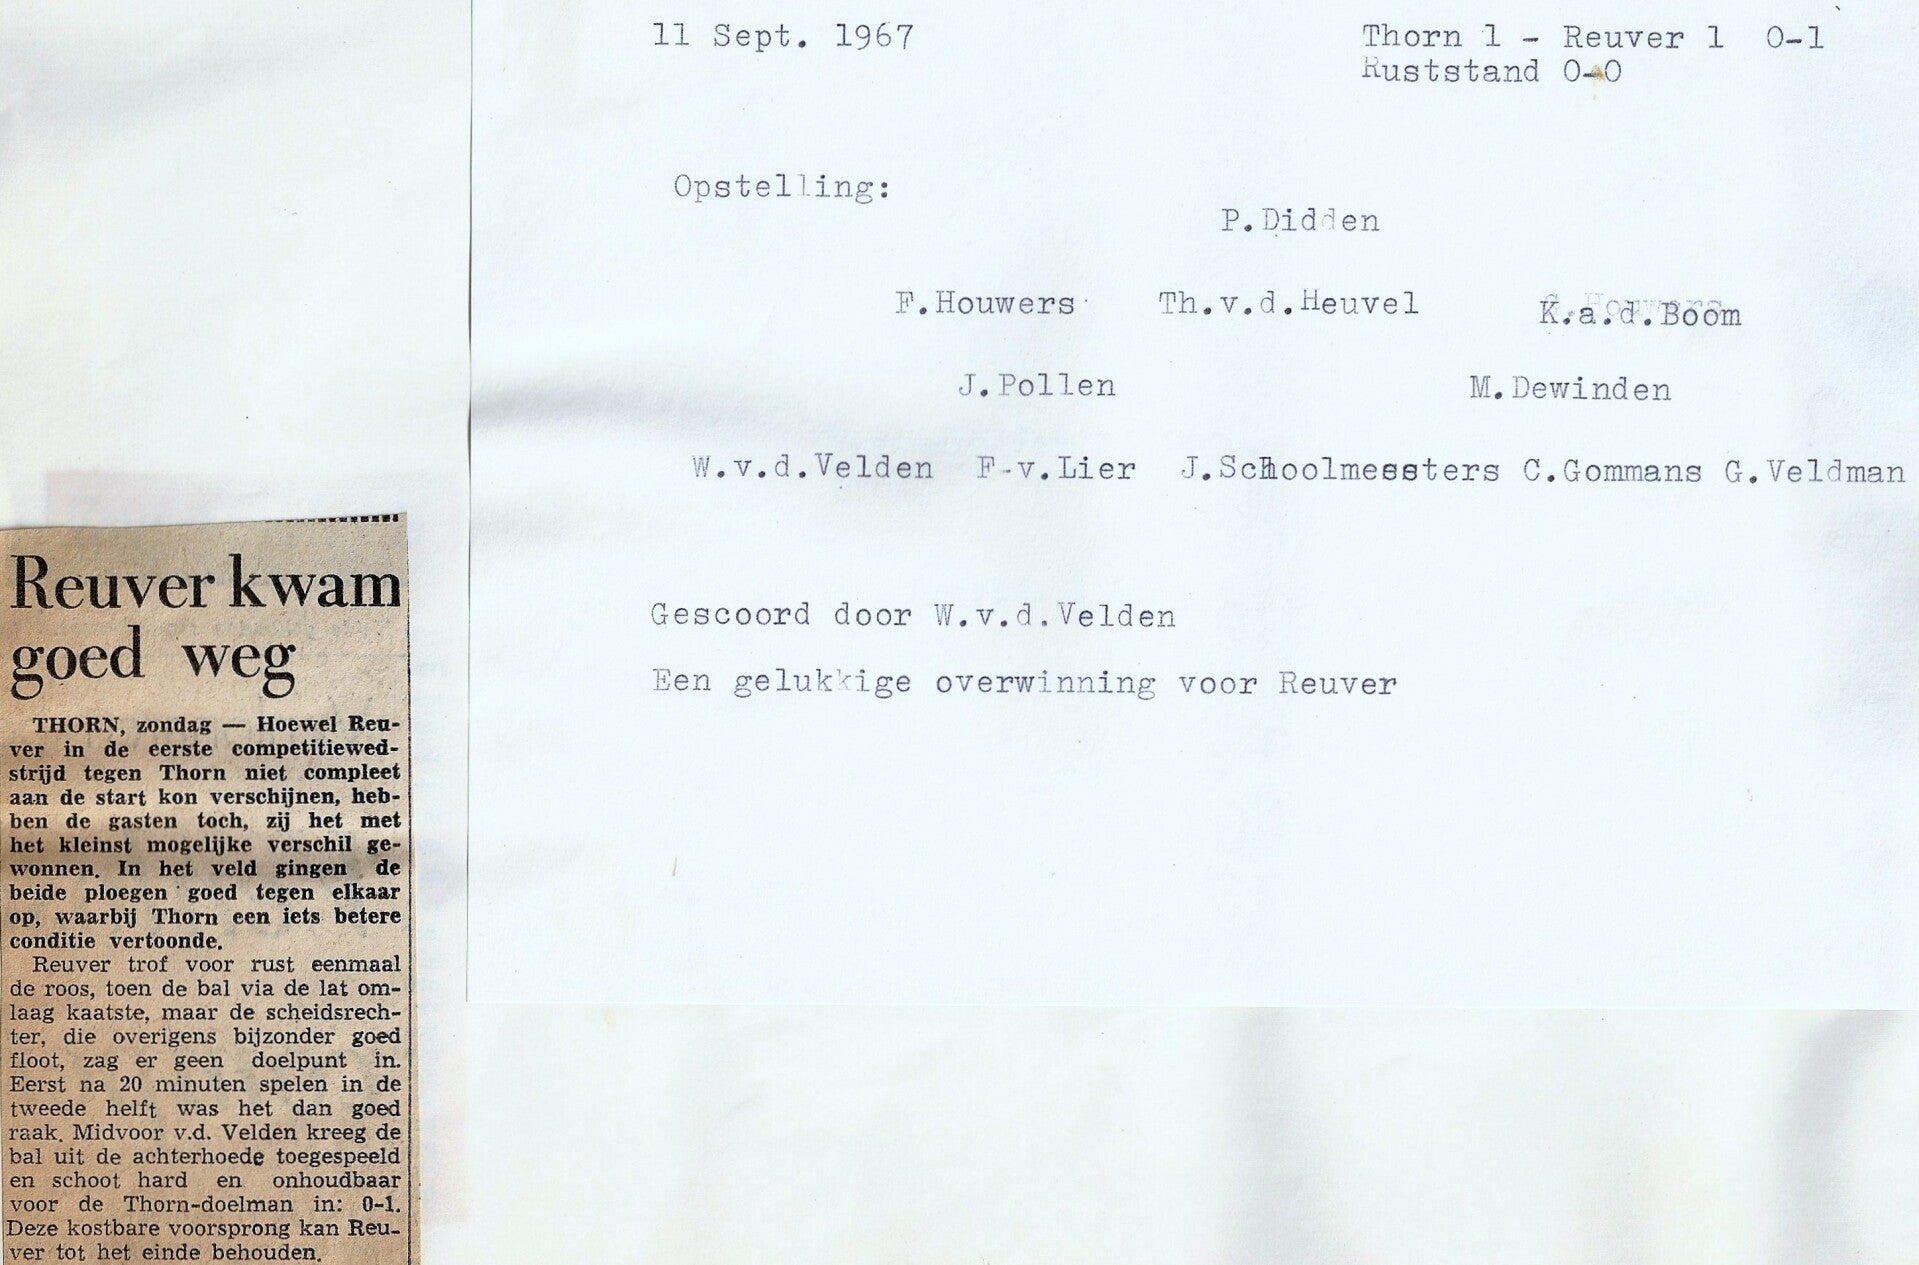 11 Sept. 1967
Thorn 1 - Reuver 1 0-1
Ruststand 0-0
Opstelling:
P.Didden
F.Houwers Th.v.d.Heuvel K.a.d.Boom
J.Pollen M.Dewinden
W.v.d.Velden F.v.Lier J.Schoolmessters C.Gommans G.Veldman
Gescoord door W.v.d.Velden
Een gelukkige overwinning voor Reuver
Reuver kwam
goed weg
THORN, zondag — Hoewel Reu-
ver in de eerste competitiewed-
strijd tegen Thorn niet compleet
aan de start kon verschijnen, heb-
ben de gasten toch, zij het met
het kleinst mogelijke verschil ge-
wonnen. In het veld gingen de
beide ploegen goed tegen elkaar
op, waarbij Thorn een iets betere
conditie vertoonde.
Reuver trof voor rust eenmaal
de roos, toen de bal via de lat om-
laag kaatste, maar de scheidsrech-
ter, die overigens bijzonder goed
floot, zag er geen doelpunt in.
Eerst na 20 minuten spelen in de
tweede helft was het dan goed
raak. Midvoor v.d. Velden kreeg de
bal uit de achterhoede toegespeeld
en schoot hard en onhoudbaar
voor de Thorn-doelman in: 0-1.
Deze kostbare voorsprong kan Reu-
ver tot het einde behouden.